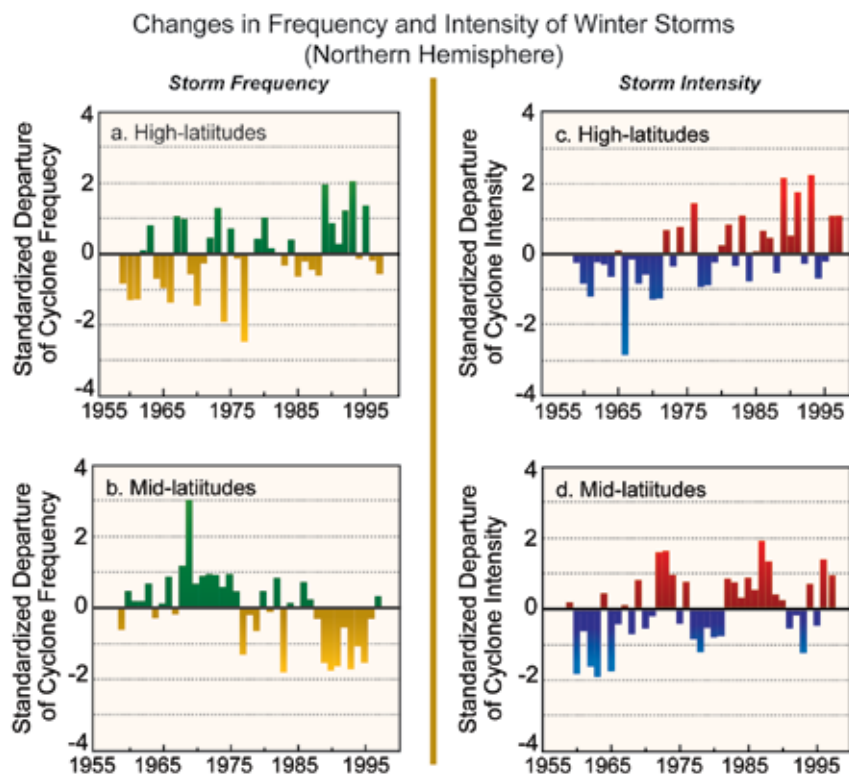 Changes in Frequency and Intensity of Winter Storms
(Northern Hemisphere)
Storm Frequency
Storm Intensity
a. High-latiitudes
Standardized Departure
of Cyclone Frequecy
4
2
0
-2
-4
1955 1965 1975 1985 1995
c. High-latitudes
Standardized Departure
of Cyclone Intensity
4
2
0
-2
-4
1955 1965 1975 1985 1995
b. Mid-latiitudes
Standardized Departure
of Cyclone Frequency
4
2
0
-2
-4
1955 1965 1975 1985 1995
d. Mid-latiitudes
Standardized Departure
of Cyclone Intensity
4
2
0
-2
-4
1955 1965 1975 1985 1995